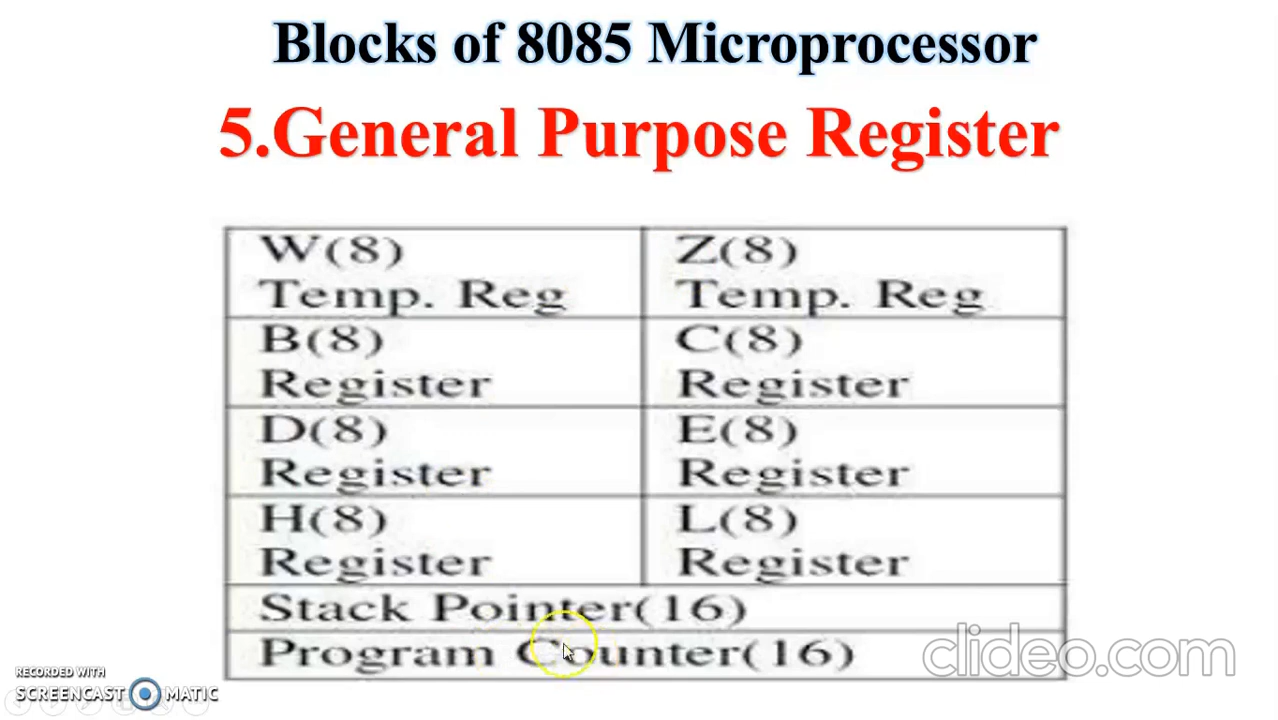 Blocks of 8085 Microprocessor
5.General Purpose Register
W(8) Z(8)
Temp. Reg Temp. Reg
B(8) C(8)
Register Register
D(8) E(8)
Register Register
H(8) L(8)
Register Register
Stack Pointer(16)
Program Counter(16)
clideo.com
RECORDED WITH
SCREENCAST MATIC